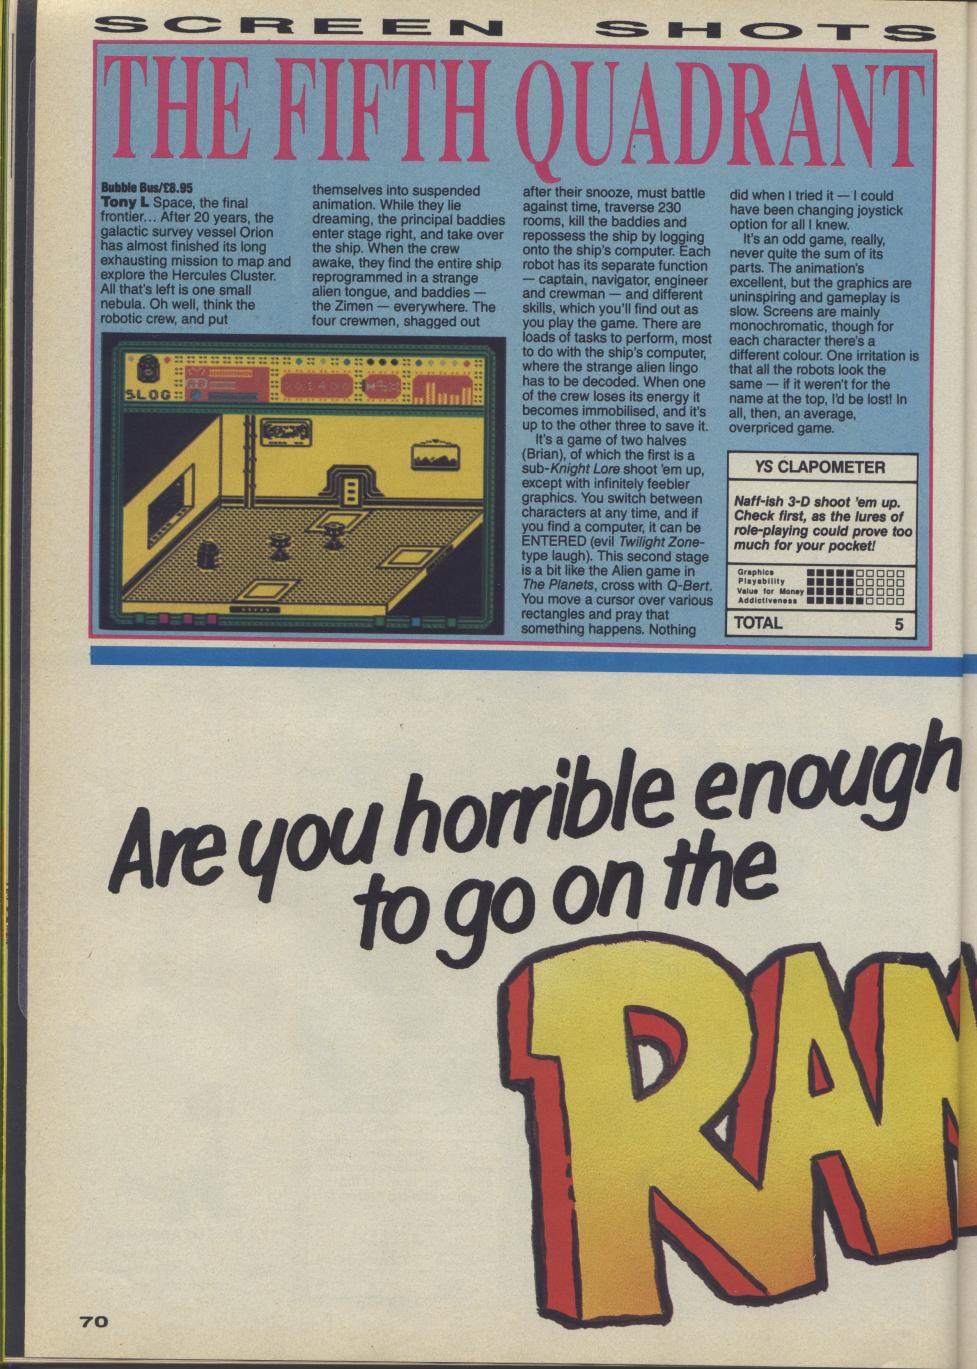 SCREEN SHOTS
THE FIFTH QUADRANT
Bubble Bus/£8.95
Tony L Space, the final
frontier... After 20 years, the
galactic survey vessel Orion
has almost finished its long
exhausting mission to map and
explore the Hercules Cluster.
All that's left is one small
nebula. Oh well, think the
robotic crew, and put
themselves into suspended
animation. While they lie
dreaming, the principal baddies
enter stage right, and take over
the ship. When the crew
awake, they find the entire ship
reprogrammed in a strange
alien tongue, and baddies —
the Zimen — everywhere. The
four crewmen, shagged out
after their snooze, must battle
against time, traverse 230
rooms, kill the baddies and
repossess the ship by logging
onto the ship's computer. Each
robot has its separate function
— captain, navigator, engineer
and crewman — and different
skills, which you'll find out as
you play the game. There are
loads of tasks to perform, most
to do with the ship's computer,
where the strange alien lingo
has to be decoded. When one
of the crew loses its energy it
becomes immobilised, and it's
up to the other three to save it.
It's a game of two halves
(Brian), of which the first is a
sub-Knight Lore shoot 'em up,
except with infinitely feebler
graphics. You switch between
characters at any time, and if
you find a computer, it can be
ENTERED (evil Twilight Zone-
type laugh). This second stage
is a bit like the Alien game in
The Planets, cross with Q-Bert.
You move a cursor over various
rectangles and pray that
something happens. Nothing
did when I tried it — I could
have been changing joystick
option for all I knew.
It's an odd game, really,
never quite the sum of its
parts. The animation's
excellent, but the graphics are
uninspiring and gameplay is
slow. Screens are mainly
monochromatic, though for
each character there's a
different colour. One irritation is
that all the robots look the
same — if it weren't for the
name at the top, I'd be lost! In
all, then, an average,
overpriced game.
SLOG
001400
YS CLAPOMETER
Naff-ish 3-D shoot 'em up.
Check first, as the lures of
role-playing could prove too
much for your pocket!
Graphics
Playability
Value for Money
Addictiveness
TOTAL 5
Are you horrible enough
to go on the
RAM
70